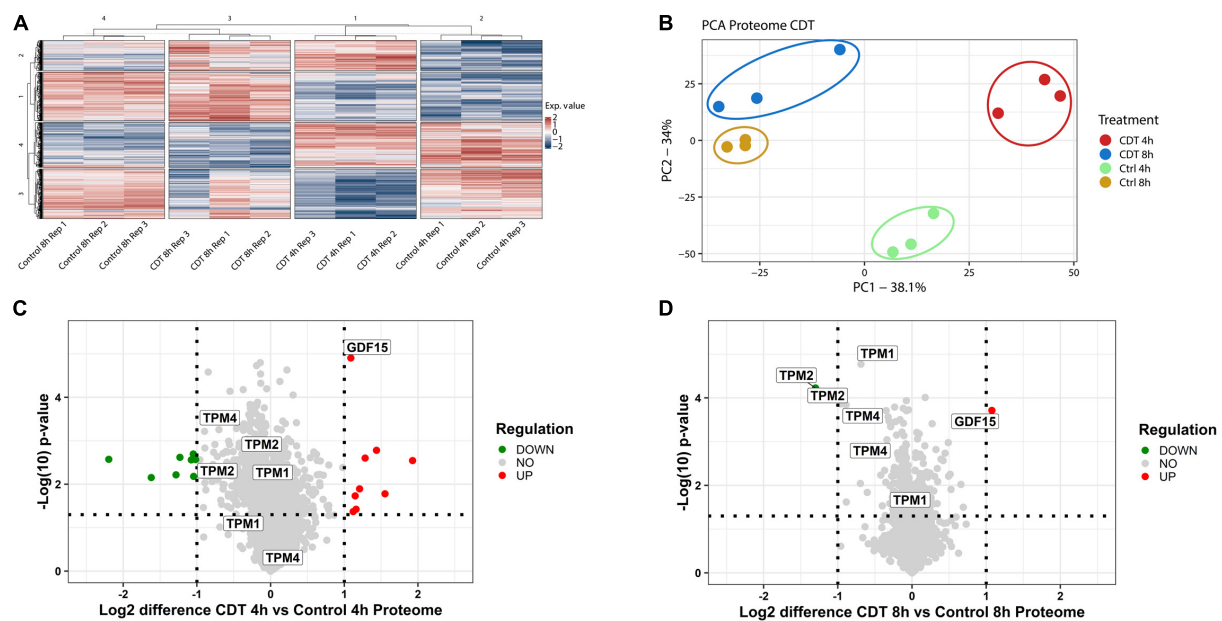 A
4
3
1
2
2
1
4
3
Exp. value
2
1
0
−1
−2
Control 8h Rep 1
Control 8h Rep 2
Control 8h Rep 3
CDT 8h Rep 3
CDT 8h Rep 1
CDT 8h Rep 2
CDT 4h Rep 3
CDT 4h Rep 1
CDT 4h Rep 2
Control 4h Rep 1
Control 4h Rep 2
Control 4h Rep 3
B
PCA Proteome CDT
PC2 − 34%
25
0
−25
−50
−25
0
25
50
PC1 − 38.1%
Treatment
CDT 4h
CDT 8h
Ctrl 4h
Ctrl 8h
C
-Log(10) p-value
4
2
0
GDF15
TPM4
TPM2
TPM2
TPM1
TPM1
TPM4
-2
-1
0
1
2
Log2 difference CDT 4h vs Control 4h Proteome
Regulation
DOWN
NO
UP
D
-Log(10) p-value
4
2
0
TPM1
TPM2
TPM2
TPM4
GDF15
TPM4
TPM1
-2
-1
0
1
2
Log2 difference CDT 8h vs Control 8h Proteome
Regulation
DOWN
NO
UP